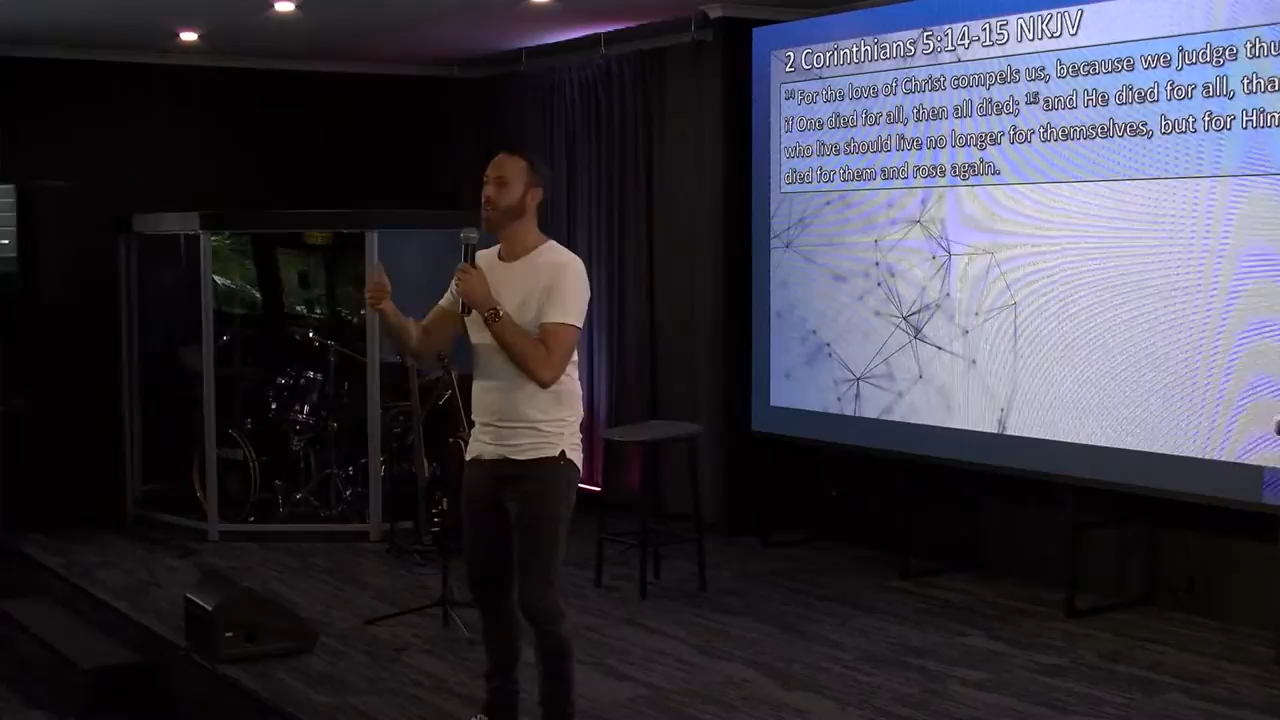 2 Corinthians 5:14-15 NKJV
14 For the love of Christ compels us, because we judge thu
if One died for all, then all died; 15 and He died for all, tha
who live should live no longer for themselves, but for Him
died for them and rose again.